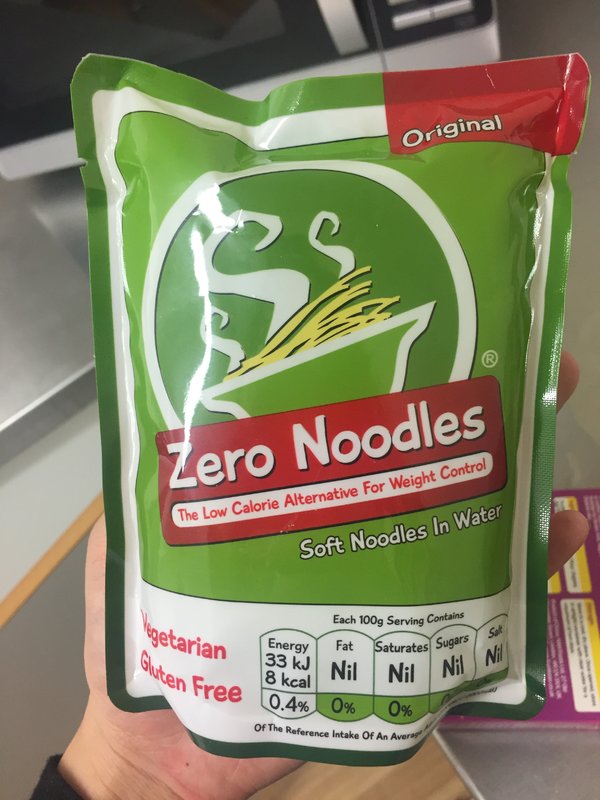 Original
®
Zero Noodles
The Low Calorie Alternative For Weight Control
Soft Noodles In Water
Vegetarian
Gluten Free
Each 100g Serving Contains
Energy Fat Saturates Sugars Salt
33 kJ
8 kcal Nil Nil Nil Nil
0.4% 0% 0%
Of The Reference Intake Of An Average